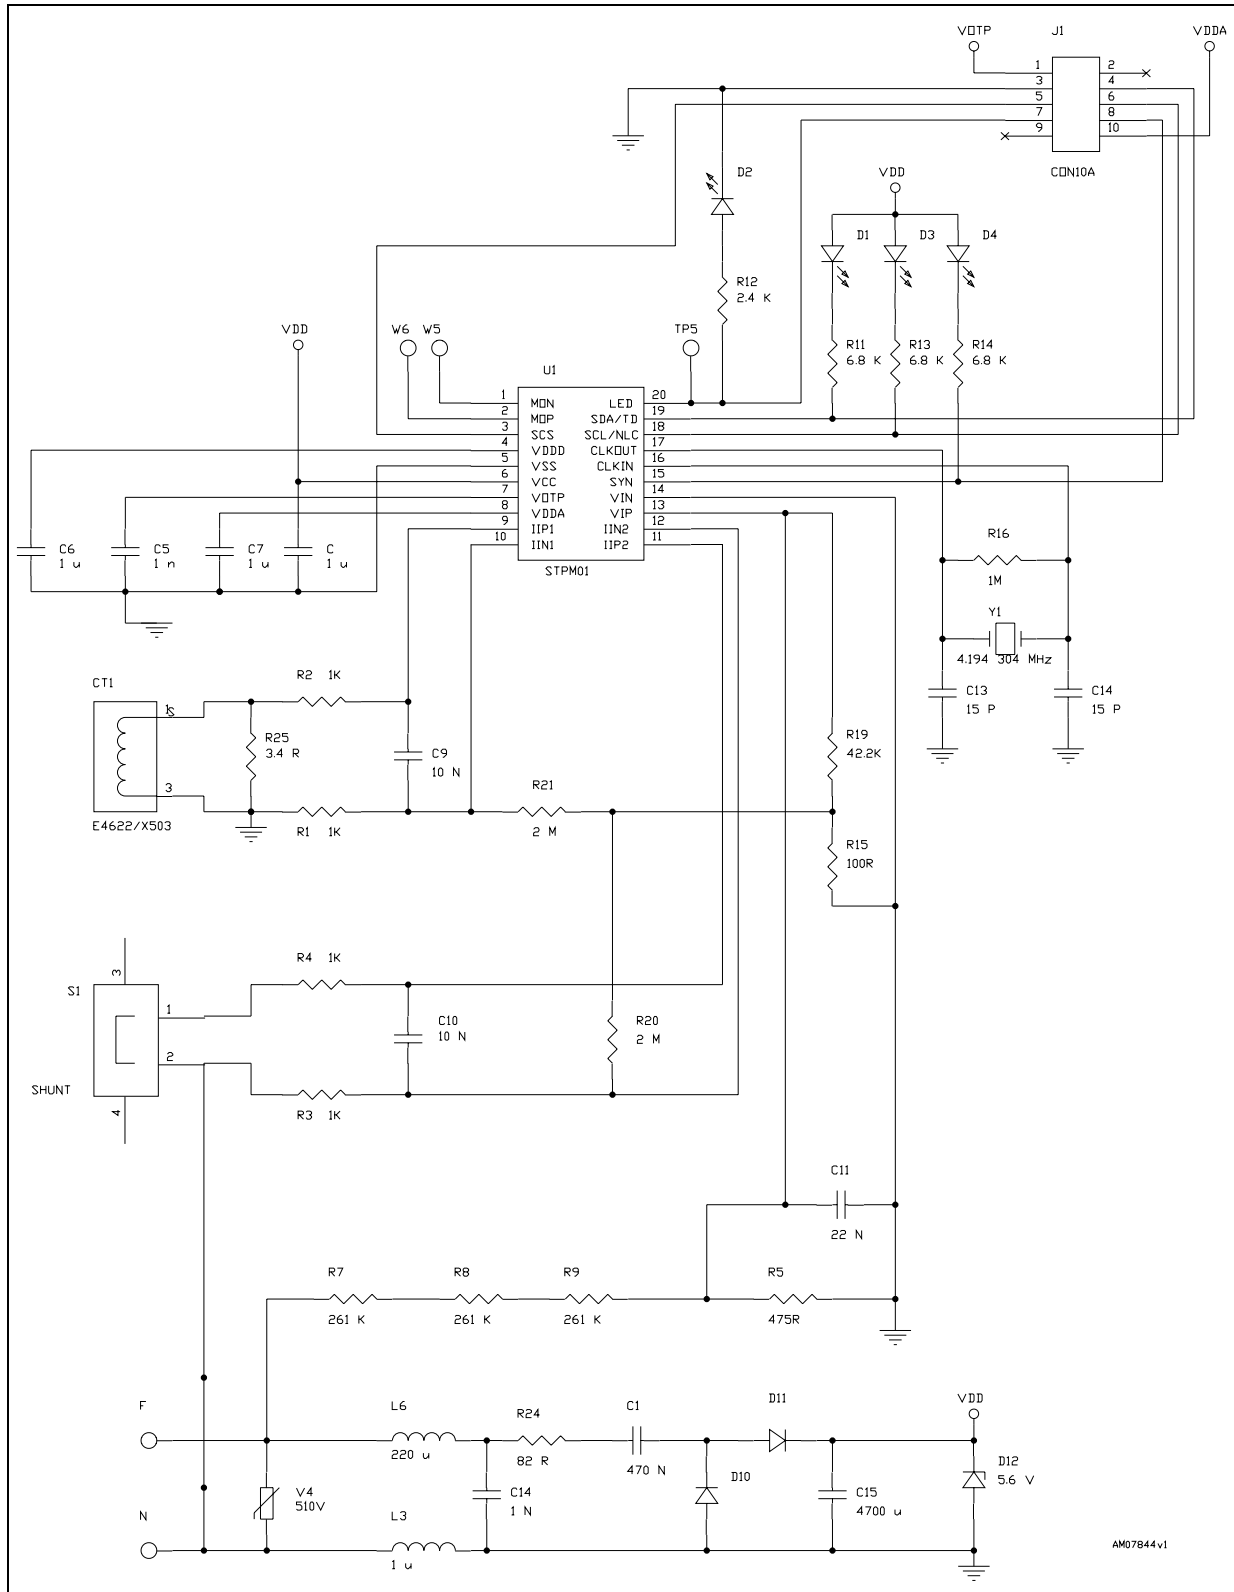 VOTP J1 VDDA
1 2
3 4
5 6
7 8
9 10
CON10A
D2
VDD
D1 D3 D4
R12
2.4 K
VDD
W6 W5
TP5
R11 R13 R14
6.8 K 6.8 K 6.8 K
U1
1 MON LED 20
2 MOP SDA/TD 19
3 SCS SCL/NLC 18
4 VDDD CLKOUT 17
5 VSS CLKIN 16
6 VCC SYN 15
7 VOTP VIN 14
8 VDDA VIP 13
9 IIP1 IIN2 12
10 IIN1 IIP2 11
STPM01
C6 C5 C7 C
1 u 1 n 1 u 1 u
R16
1M
Y1
4.194 304 MHz
C13 C14
15 P 15 P
CT1
R2 1K
1 S
R25
3.4 R
C9
10 N
3
E4622/X503
R1 1K
R21
2 M
R19
42.2K
R15
100R
3
S1
R4 1K
1
C10
10 N
R20
2 M
2
SHUNT
4
R3 1K
C11
22 N
R7 R8 R9 R5
261 K 261 K 261 K 475R
F
L6
220 u
R24
82 R
C1
470 N
D11
VDD
D12
5.6 V
V4
510V
C14
1 N
D10
C15
4700 u
N
L3
1 u
AM07844v1